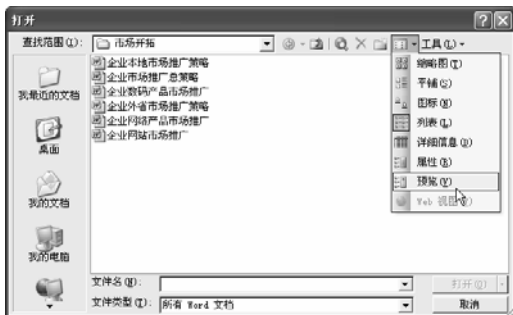 打开
查找范围(I): 市场开拓 工具(L)
企业本地市场推广策略
企业市场推广总策略
企业数码产品市场推广
企业外省市场推广策略
企业网络产品市场推广
企业网站市场推广
我最近的文档
桌面
我的文档
我的电脑
缩略图(T)
平铺(S)
图标(N)
列表(L)
详细信息(D)
属性(R)
预览(V)
Web 视图
文件名(N):
打开(O)
文件类型(T): 所有 Word 文档
取消